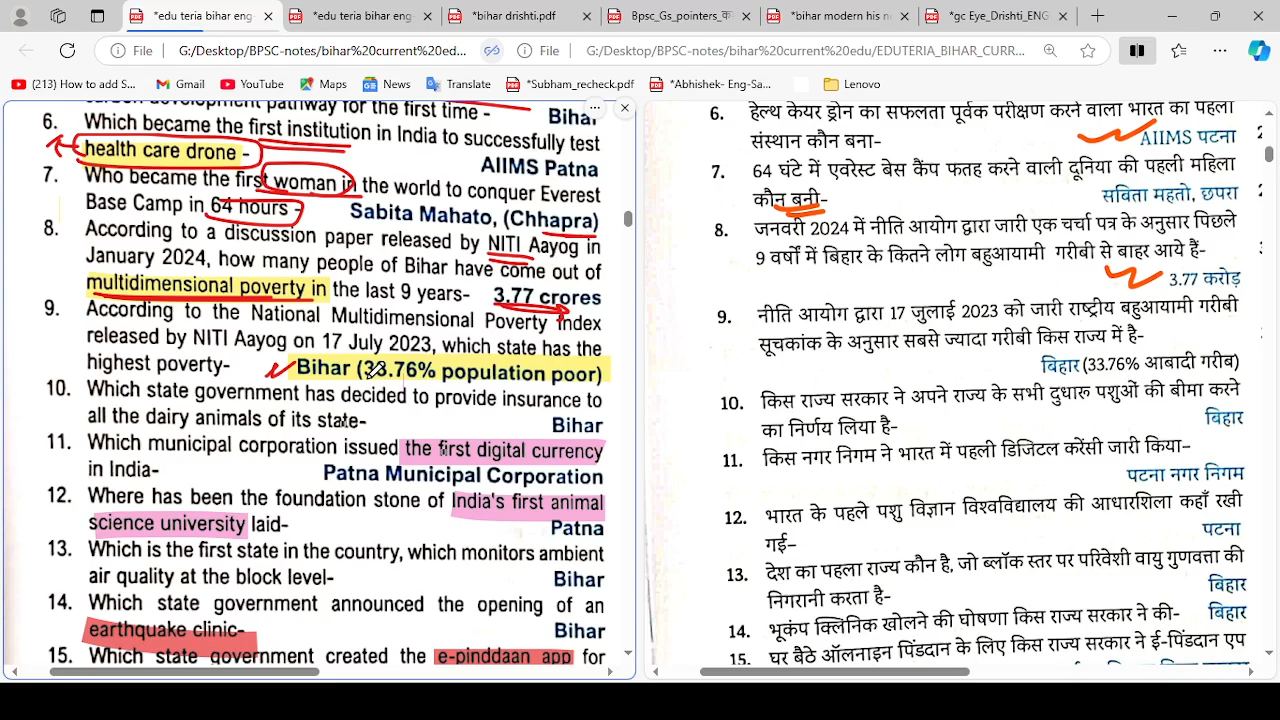 *edu teria bihar eng-
*edu teria bihar eng-
*bihar drishti.pdf
Bpsc_Gs_pointers_
*bihar modern his n
*gc Eye_Drishti_ENG
File
G:/Desktop/BPSC-notes/bihar%20current%20ed...
File
G:/Desktop/BPSC-notes/bihar%20current%20edu/EDUTERIA_BIHAR_CURR...
(213) How to add S...
Gmail
YouTube
Maps
News
Translate
*Subham_recheck.pdf
*Abhishek- Eng-Sa...
Lenovo
carbon development pathway for the first time - Bihar
6. Which became the first institution in India to successfully test
health care drone -
AIIMS Patna
7. Who became the first woman in the world to conquer Everest
Base Camp in 64 hours - Sabita Mahato, (Chhapra)
8. According to a discussion paper released by NITI Aayog in
January 2024, how many people of Bihar have come out of
multidimensional poverty in the last 9 years- 3.77 crores
9. According to the National Multidimensional Poverty Index
released by NITI Aayog on 17 July 2023, which state has the
highest poverty- Bihar (33.76% population poor)
10. Which state government has decided to provide insurance to
all the dairy animals of its state- Bihar
11. Which municipal corporation issued the first digital currency
in India- Patna Municipal Corporation
12. Where has been the foundation stone of India's first animal
science university laid- Patna
13. Which is the first state in the country, which monitors ambient
air quality at the block level- Bihar
14. Which state government announced the opening of an
earthquake clinic- Bihar
15. Which state government created the e-pinddaan app for
6. हेल्थ केयर ड्रोन का सफलता पूर्वक परीक्षण करने वाला भारत का पहला
संस्थान कौन बना- AIIMS पटना
7. 64 घंटे में एवरेस्ट बेस कैंप फतह करने वाली दूनिया की पहली महिला
कौन बनी- सविता महतो, छपरा
8. जनवरी 2024 में नीति आयोग द्वारा जारी एक चर्चा पत्र के अनुसार पिछले
9 वर्षों में बिहार के कितने लोग बहुआयामी गरीबी से बाहर आये हैं-
3.77 करोड़
9. नीति आयोग द्वारा 17 जुलाई 2023 को जारी राष्ट्रीय बहुआयामी गरीबी
सूचकांक के अनुसार सबसे ज्यादा गरीबी किस राज्य में है-
बिहार (33.76% आबादी गरीब)
10. किस राज्य सरकार ने अपने राज्य के सभी दुधारू पशुओं की बीमा करने
का निर्णय लिया है- बिहार
11. किस नगर निगम ने भारत में पहली डिजिटल करेंसी जारी किया-
पटना नगर निगम
12. भारत के पहले पशु विज्ञान विश्वविद्यालय की आधारशिला कहाँ रखी
गई- पटना
13. देश का पहला राज्य कौन है, जो ब्लॉक स्तर पर परिवेशी वायु गुणवत्ता की
निगरानी करता है- बिहार
14. भूकंप क्लिनिक खोलने की घोषणा किस राज्य सरकार ने की- बिहार
15. घर बैठे ऑनलाइन पिंडदान के लिए किस राज्य सरकार ने ई-पिंडदान एप